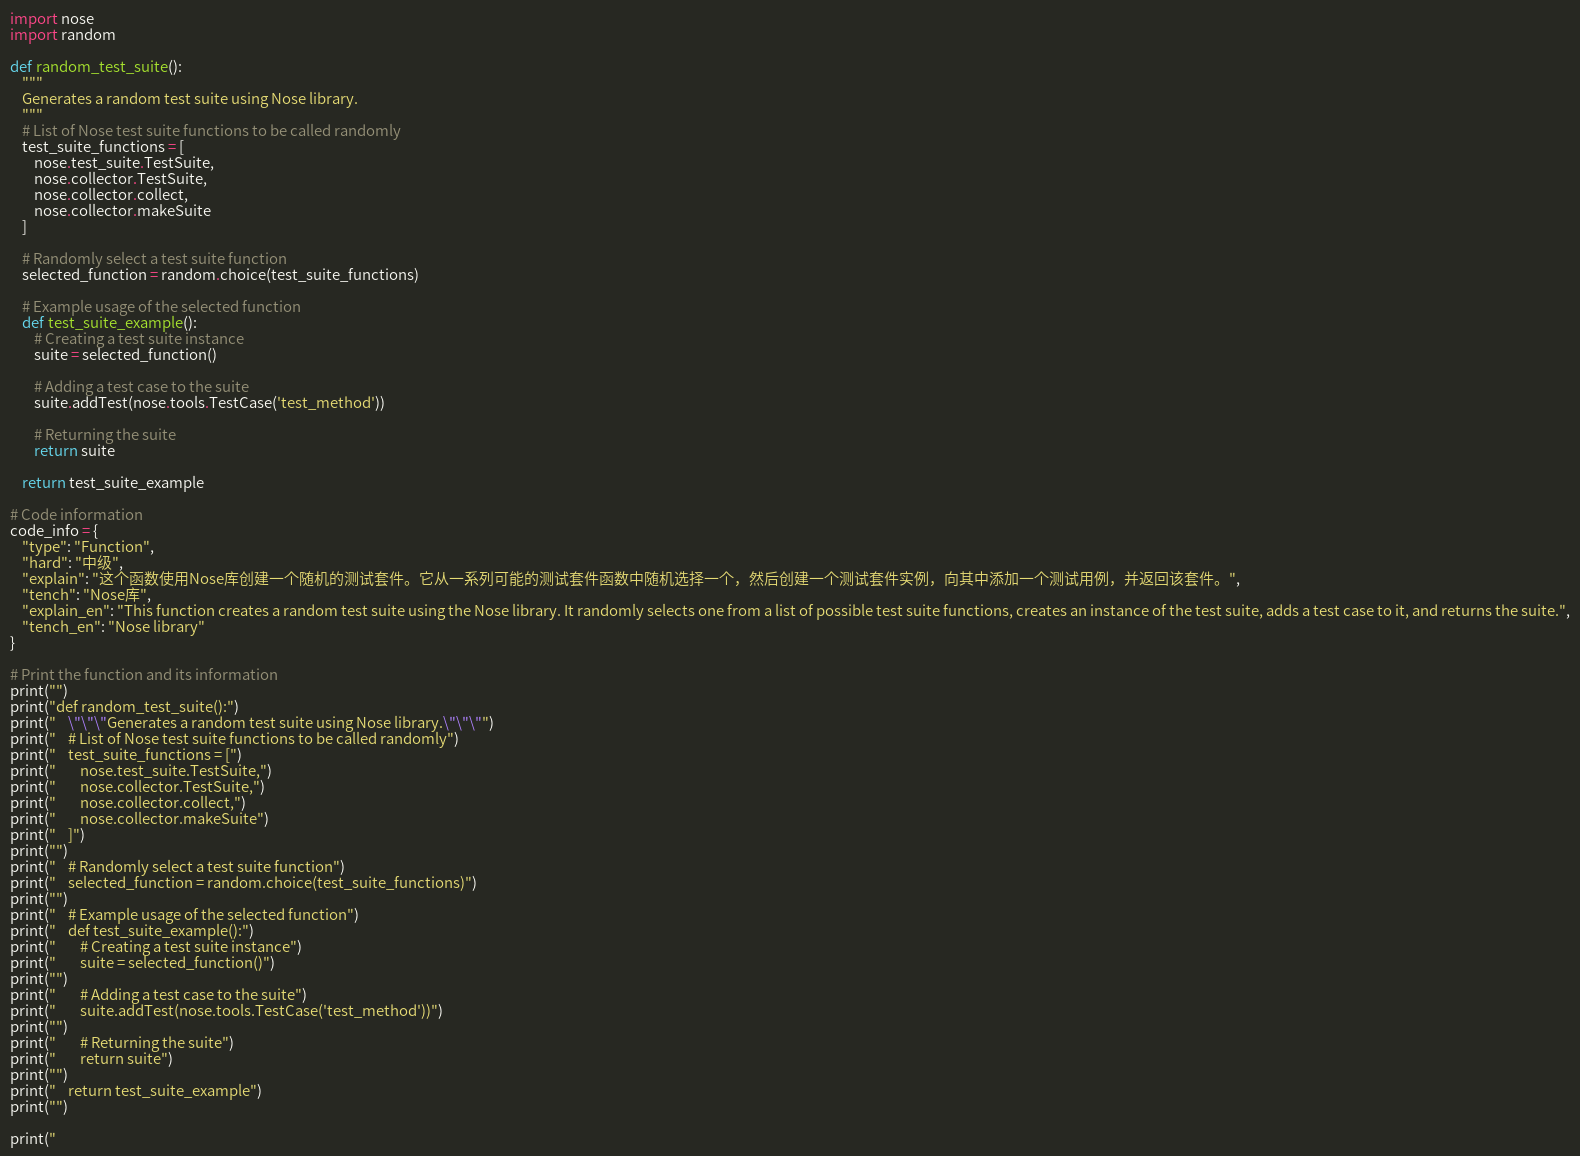 import nose
import random

def random_test_suite():
    """
    Generates a random test suite using Nose library.
    """
    # List of Nose test suite functions to be called randomly
    test_suite_functions = [
        nose.test_suite.TestSuite,
        nose.collector.TestSuite,
        nose.collector.collect,
        nose.collector.makeSuite
    ]

    # Randomly select a test suite function
    selected_function = random.choice(test_suite_functions)

    # Example usage of the selected function
    def test_suite_example():
        # Creating a test suite instance
        suite = selected_function()

        # Adding a test case to the suite
        suite.addTest(nose.tools.TestCase('test_method'))

        # Returning the suite
        return suite

    return test_suite_example

# Code information
code_info = {
    "type": "Function",
    "hard": "中级",
    "explain": "这个函数使用Nose库创建一个随机的测试套件。它从一系列可能的测试套件函数中随机选择一个，然后创建一个测试套件实例，向其中添加一个测试用例，并返回该套件。",
    "tench": "Nose库",
    "explain_en": "This function creates a random test suite using the Nose library. It randomly selects one from a list of possible test suite functions, creates an instance of the test suite, adds a test case to it, and returns the suite.",
    "tench_en": "Nose library"
}

# Print the function and its information
print("")
print("def random_test_suite():")
print("    \"\"\"Generates a random test suite using Nose library.\"\"\"")
print("    # List of Nose test suite functions to be called randomly")
print("    test_suite_functions = [")
print("        nose.test_suite.TestSuite,")
print("        nose.collector.TestSuite,")
print("        nose.collector.collect,")
print("        nose.collector.makeSuite")
print("    ]")
print("")
print("    # Randomly select a test suite function")
print("    selected_function = random.choice(test_suite_functions)")
print("")
print("    # Example usage of the selected function")
print("    def test_suite_example():")
print("        # Creating a test suite instance")
print("        suite = selected_function()")
print("")
print("        # Adding a test case to the suite")
print("        suite.addTest(nose.tools.TestCase('test_method'))")
print("")
print("        # Returning the suite")
print("        return suite")
print("")
print("    return test_suite_example")
print("")

print("